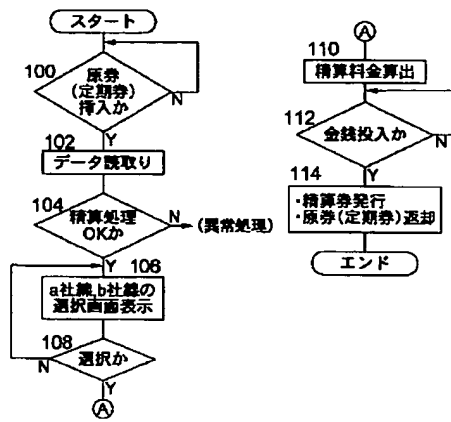 スタート
100
原券
(定期券)
挿入か
N
Y
102
データ読取り
104
精算処理
OKか
N
(異常処理)
Y
106
a社線,b社線の
選択画面表示
108
選択か
N
Y
A
A
110
精算料金算出
112
金銭投入か
N
Y
114
・精算券発行
・原券(定期券)返却
エンド